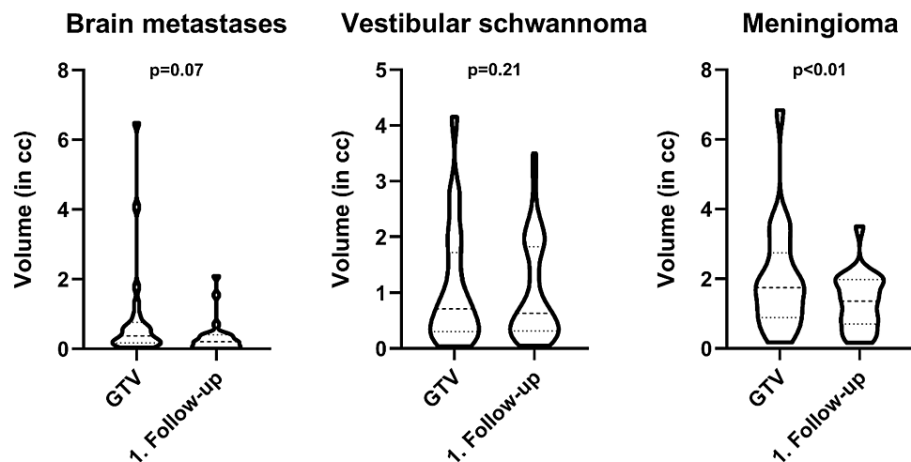 Brain metastases
p=0.07
Volume (in cc)
8
6
4
2
0
GTV
1. Follow-up
Vestibular schwannoma
p=0.21
Volume (in cc)
5
4
3
2
1
0
GTV
1. Follow-up
Meningioma
p<0.01
Volume (in cc)
8
6
4
2
0
GTV
1. Follow-up